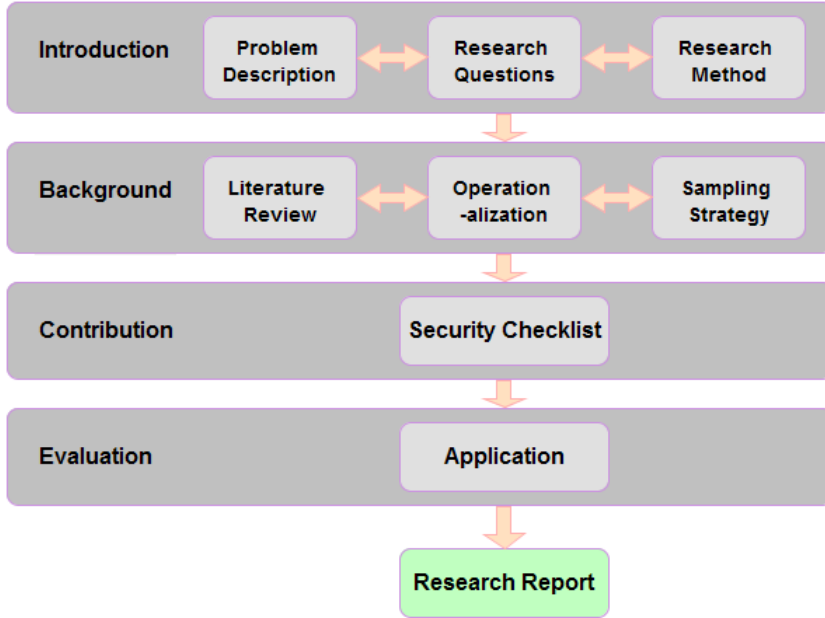 Introduction
Problem
Description
Research
Questions
Research
Method
Background
Literature
Review
Operation
-alization
Sampling
Strategy
Contribution
Security Checklist
Evaluation
Application
Research Report